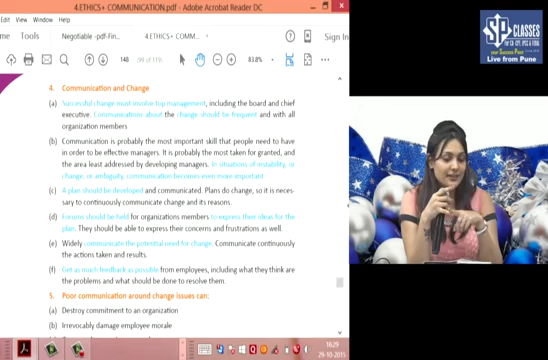 4.ETHICS+ COMMUNICATION.pdf - Adobe Acrobat Reader DC
Edit View Window Help
me Tools Negotiable -pdf-Fin... 4.ETHICS+ COMM... Sign In
148 (99 of 119) 83.8%
4. Communication and Change
(a) Successful change must involve top management, including the board and chief
executive. Communications about the change should be frequent and with all
organization members
(b) Communication is probably the most important skill that people need to have
in order to be effective managers. It is probably the most taken for granted, and
and the area least addressed by developing managers. In situations of instability, or
change, or ambiguity, communication becomes even more important
(c) A plan should be developed and communicated. Plans do change, so it is neces-
sary to continuously communicate change and its reasons.
(d) Forums should be held for organizations members to express their ideas for the
plan. They should be able to express their concerns and frustrations as well.
(e) Widely communicate the potential need for change. Communicate continuously
the actions taken and results.
(f) Get as much feedback as possible from employees, including what they think are
the problems and what should be done to resolve them.
5. Poor communication around change issues can:
(a) Destroy commitment to an organization
(b) Irrevocably damage employee morale
16:29
29-10-2015
CLASSES
For CA- CPT, IPCC & FINAL
Live from Pune